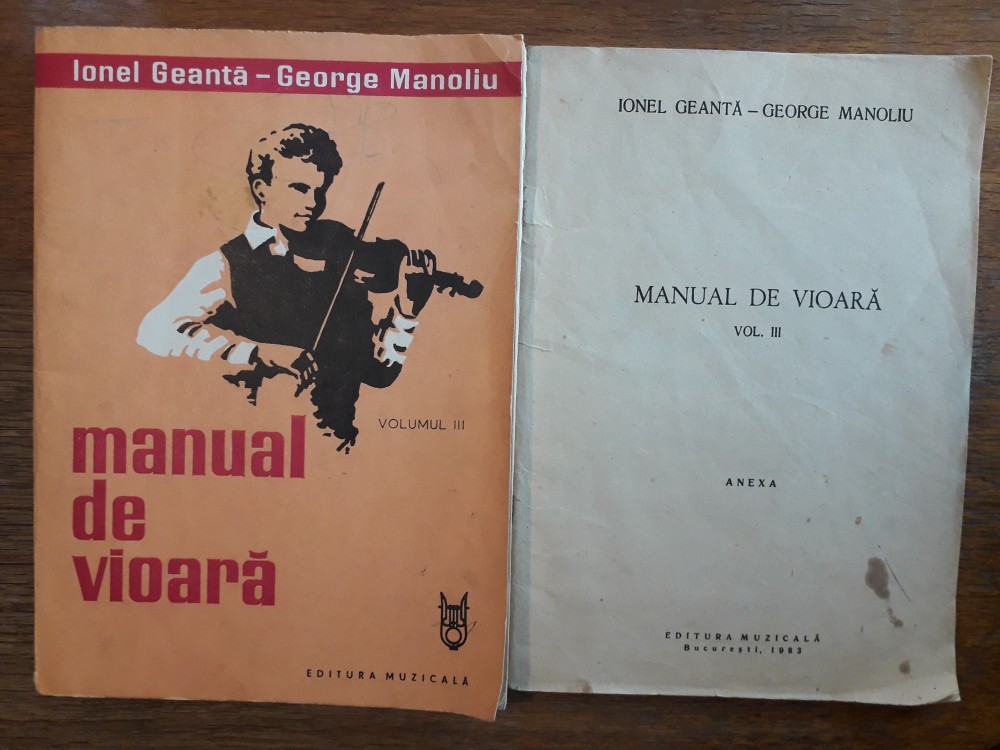 Ionel Geantă – George Manoliu
VOLUMUL III
manual
de
vioară
EDITURA MUZICALĂ
IONEL GEANTĂ – GEORGE MANOLIU
MANUAL DE VIOARĂ
VOL. III
ANEXA
EDITURA MUZICALĂ
București, 1983